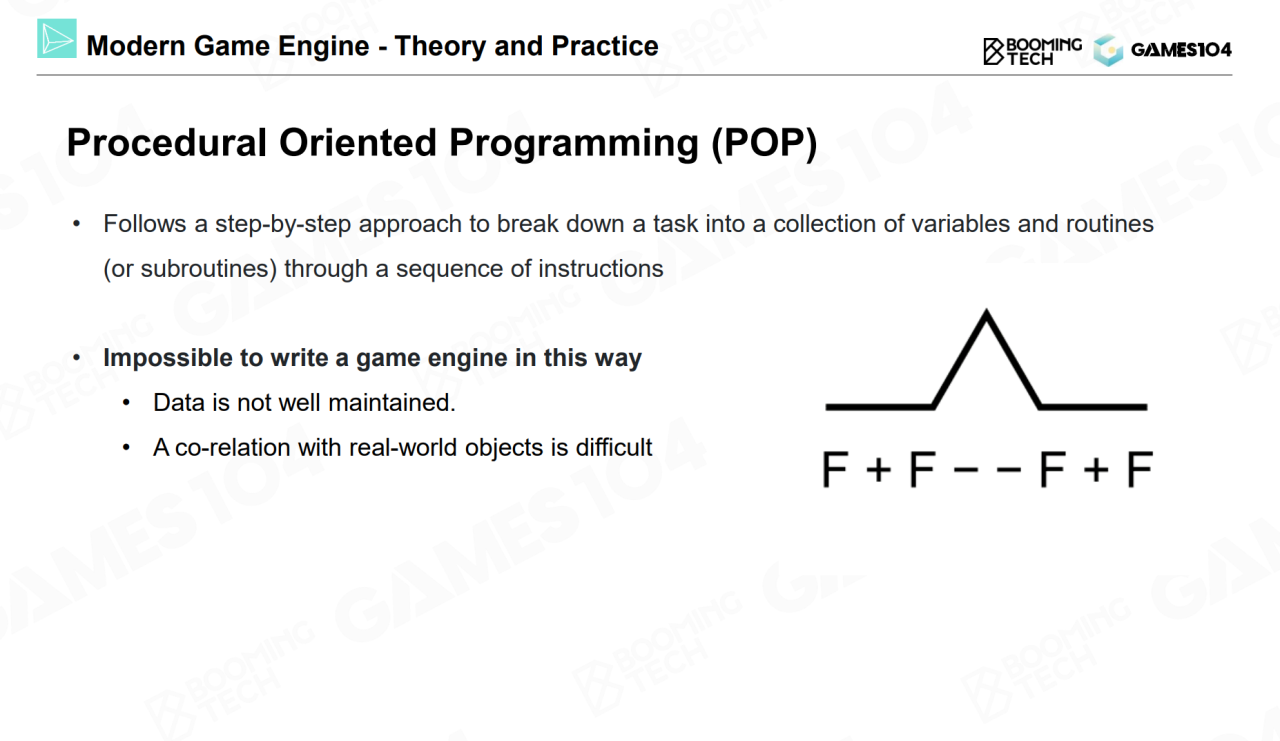 Modern Game Engine - Theory and Practice
BOOMING
TECH
GAMES104
Procedural Oriented Programming (POP)
• Follows a step-by-step approach to break down a task into a collection of variables and routines
(or subroutines) through a sequence of instructions
• Impossible to write a game engine in this way
• Data is not well maintained.
• A co-relation with real-world objects is difficult
F + F − − F + F